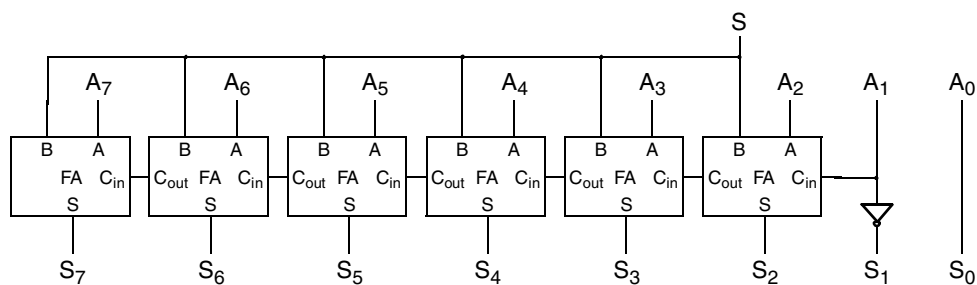 S
A7 A6 A5 A4 A3 A2 A1 A0
B A B A B A B A B A B A
FA Cin Cout FA Cin Cout FA Cin Cout FA Cin Cout FA Cin Cout FA Cin
S S S S S S
S7 S6 S5 S4 S3 S2 S1 S0